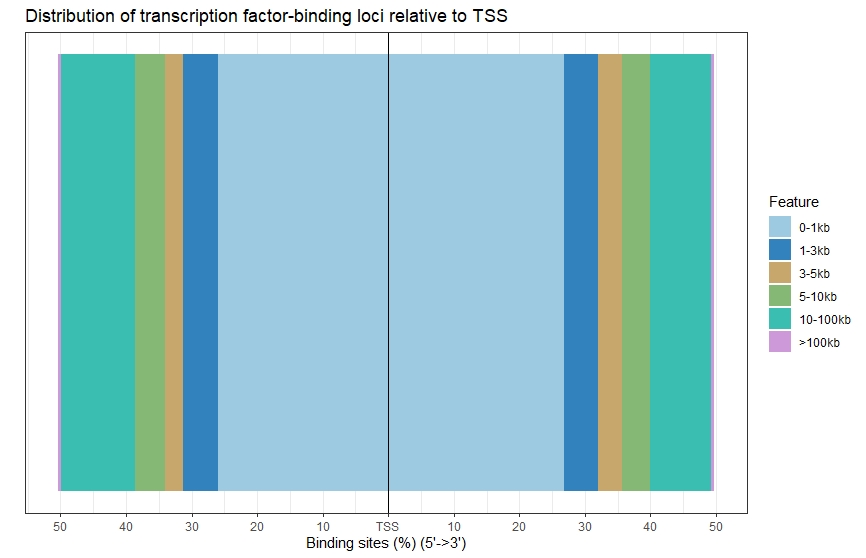 Distribution of transcription factor-binding loci relative to TSS
Feature
0-1kb
1-3kb
3-5kb
5-10kb
10-100kb
>100kb
50 40 30 20 10 TSS 10 20 30 40 50
Binding sites (%) (5'->3')